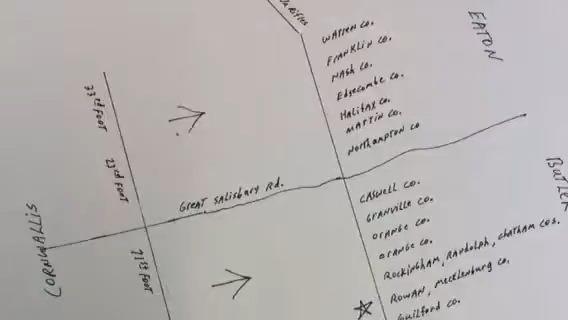 WARREN CO.
FRANKLIN CO.
NASH CO.
Edgecombe CO.
HALIFAX CO.
MARTIN CO.
Northampton CO
EATON
33rd FOOT
23rd FOOT
GREAT SALISBURY Rd.
CORNWALLIS
21st FOOT
CASWELL CO.
GRANVILLE CO.
ORANGE CO.
ORANGE CO.
ROCKINGHAM, RANDOLPH, CHATHAM COS.
ROWAN, MECKLENBURG CO.
GUILFORD CO.
BUTLER